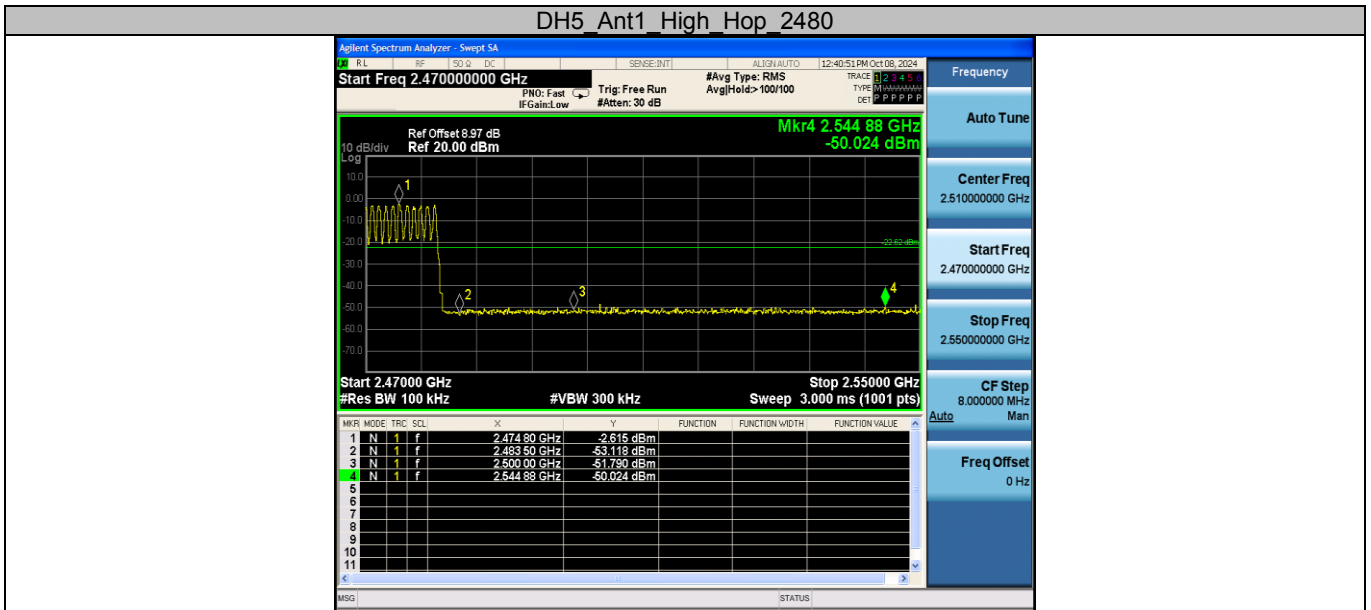 DH5_Ant1_High_Hop_2480
Agilent Spectrum Analyzer - Swept SA
RL RF 50 Ω DC SENSE:INT ALIGN AUTO 12:40:51 PM Oct 08, 2024
Start Freq 2.470000000 GHz
PNO: Fast
IFGain:Low
Trig: Free Run
#Atten: 30 dB
#Avg Type: RMS
Avg|Hold:> 100/100
TRACE 1 2 3 4 5 6
TYPE M
DET P P P P P P
Mkr4 2.544 88 GHz
-50.024 dBm
Ref Offset 8.97 dB
10 dB/div Ref 20.00 dBm
Log
10.0
0.00
-10.0
-20.0
-30.0
-40.0
-50.0
-60.0
-70.0
1
2
3
4
-22.62 dBm
Start 2.47000 GHz Stop 2.55000 GHz
#Res BW 100 kHz #VBW 300 kHz Sweep 3.000 ms (1001 pts)
MKR MODE TRC SCL X Y FUNCTION FUNCTION WIDTH FUNCTION VALUE
1 N 1 f 2.474 80 GHz -2.615 dBm
2 N 1 f 2.483 50 GHz -53.118 dBm
3 N 1 f 2.500 00 GHz -51.790 dBm
4 N 1 f 2.544 88 GHz -50.024 dBm
5
6
7
8
9
10
11
MSG STATUS
Frequency
Auto Tune
Center Freq
2.510000000 GHz
Start Freq
2.470000000 GHz
Stop Freq
2.550000000 GHz
CF Step
8.000000 MHz
Auto Man
Freq Offset
0 Hz